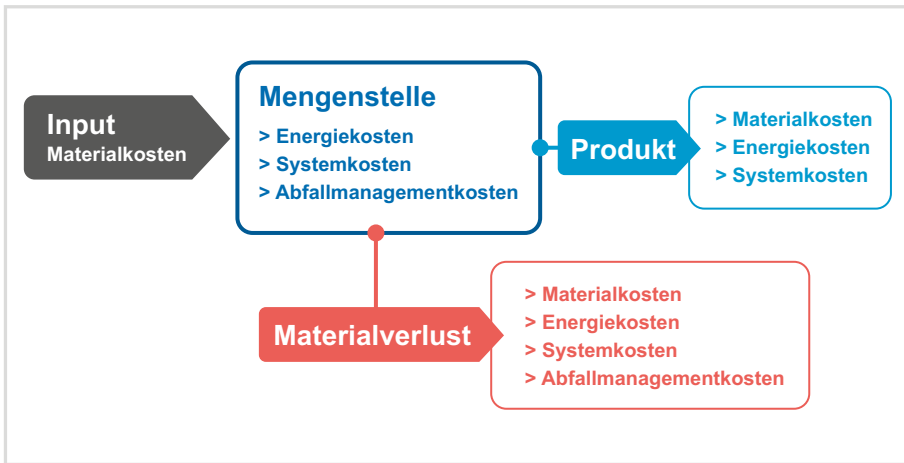 Input
Materialkosten
Mengenstelle
> Energiekosten
> Systemkosten
> Abfallmanagementkosten
Produkt
> Materialkosten
> Energiekosten
> Systemkosten
Materialverlust
> Materialkosten
> Energiekosten
> Systemkosten
> Abfallmanagementkosten